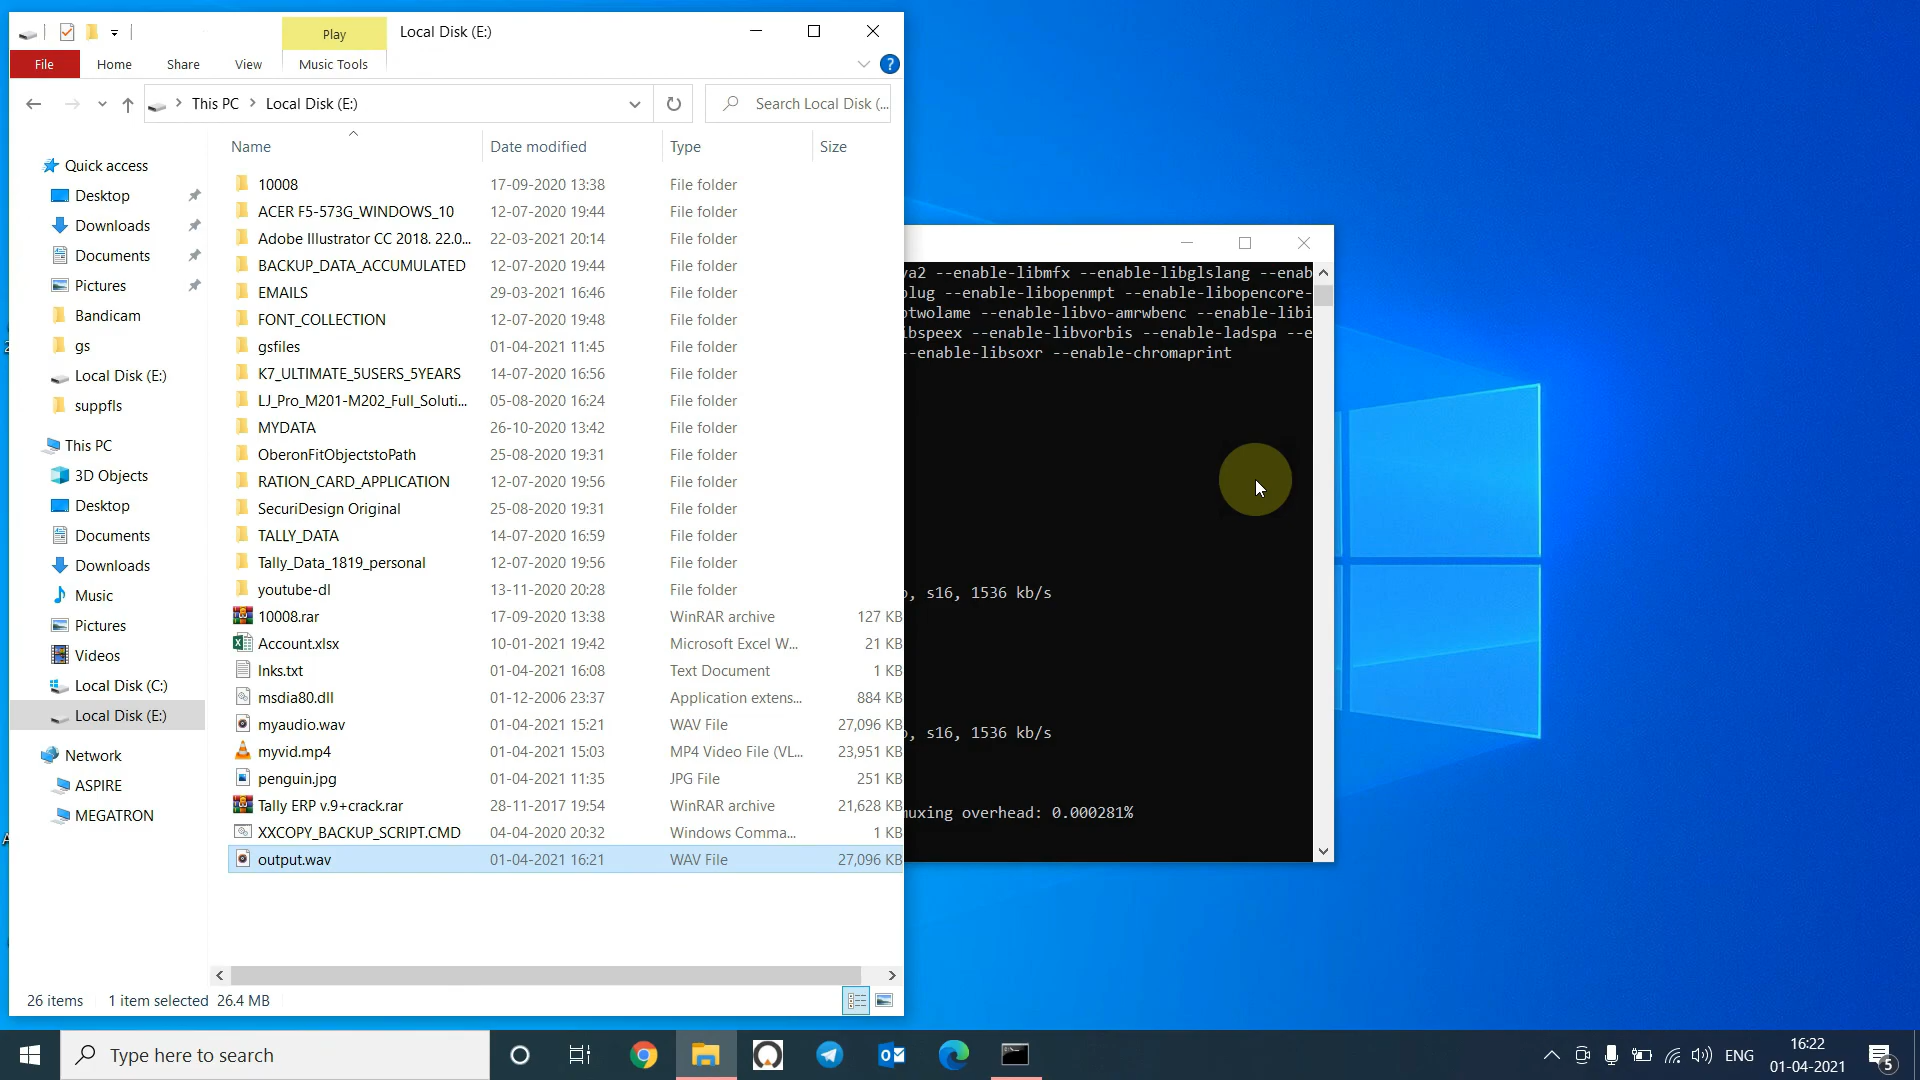 Play
Local Disk (E:)
File
Home
Share
View
Music Tools
?
This PC
Local Disk (E:)
Search Local Disk (...
Name
Date modified
Type
Size
Quick access
Desktop
Downloads
Documents
Pictures
Bandicam
gs
Local Disk (E:)
suppfls
This PC
3D Objects
Desktop
Documents
Downloads
Music
Pictures
Videos
Local Disk (C:)
Local Disk (E:)
Network
ASPIRE
MEGATRON
10008 17-09-2020 13:38 File folder
ACER F5-573G_WINDOWS_10 12-07-2020 19:44 File folder
Adobe Illustrator CC 2018. 22.0... 22-03-2021 20:14 File folder
BACKUP_DATA_ACCUMULATED 12-07-2020 19:44 File folder
EMAILS 29-03-2021 16:46 File folder
FONT_COLLECTION 12-07-2020 19:48 File folder
gsfiles 01-04-2021 11:45 File folder
K7_ULTIMATE_5USERS_5YEARS 14-07-2020 16:56 File folder
LJ_Pro_M201-M202_Full_Soluti... 05-08-2020 16:24 File folder
MYDATA 26-10-2020 13:42 File folder
OberonFitObjectstoPath 25-08-2020 19:31 File folder
RATION_CARD_APPLICATION 12-07-2020 19:56 File folder
SecuriDesign Original 25-08-2020 19:31 File folder
TALLY_DATA 14-07-2020 16:59 File folder
Tally_Data_1819_personal 12-07-2020 19:56 File folder
youtube-dl 13-11-2020 20:28 File folder
10008.rar 17-09-2020 13:38 WinRAR archive 127 KB
Account.xlsx 10-01-2021 19:42 Microsoft Excel W... 21 KB
lnks.txt 01-04-2021 16:08 Text Document 1 KB
msdia80.dll 01-12-2006 23:37 Application extens... 884 KB
myaudio.wav 01-04-2021 15:21 WAV File 27,096 KB
myvid.mp4 01-04-2021 15:03 MP4 Video File (VL... 23,951 KB
penguin.jpg 01-04-2021 11:35 JPG File 251 KB
Tally ERP v.9+crack.rar 28-11-2017 19:54 WinRAR archive 21,628 KB
XXCOPY_BACKUP_SCRIPT.CMD 04-04-2020 20:32 Windows Comma... 1 KB
output.wav 01-04-2021 16:21 WAV File 27,096 KB
26 items 1 item selected 26.4 MB
va2 --enable-libmfx --enable-libglslang --enab
plug --enable-libopenmpt --enable-libopencore-
otwolame --enable-libvo-amrwbenc --enable-libi
ibspeex --enable-libvorbis --enable-ladspa --e
--enable-libsoxr --enable-chromaprint
o, s16, 1536 kb/s
o, s16, 1536 kb/s
muxing overhead: 0.000281%
Type here to search
ENG
16:22
01-04-2021
5